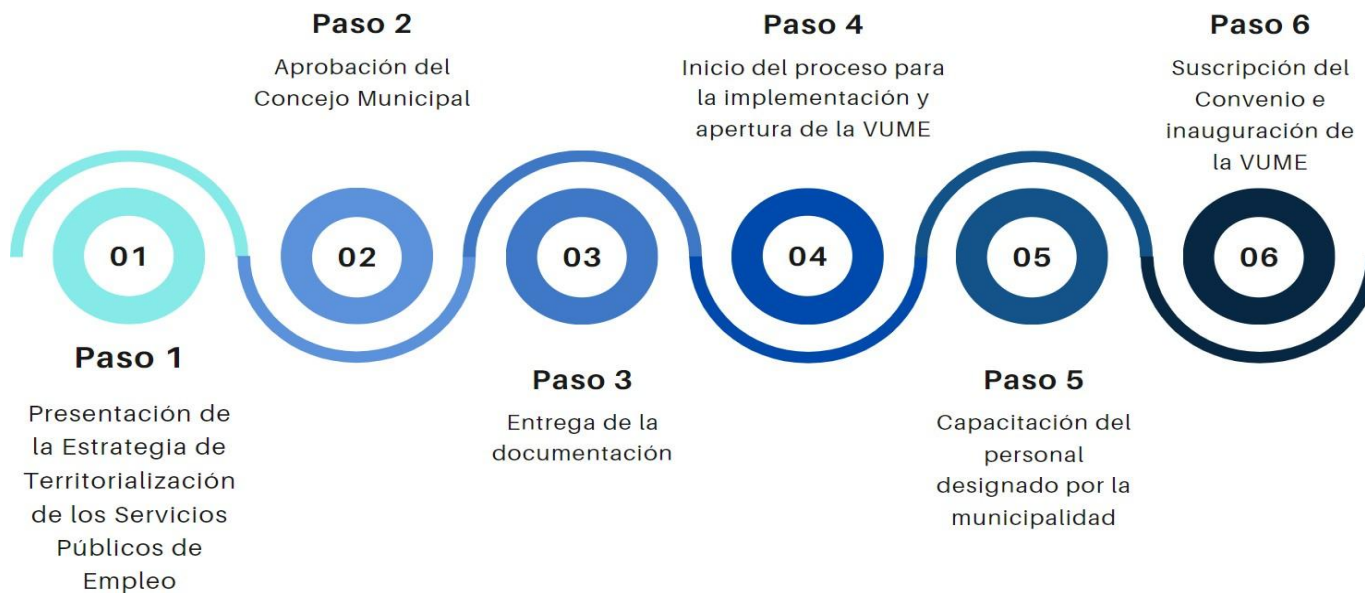 Paso 2
Aprobación del
Concejo Municipal
Paso 4
Inicio del proceso para
la implementación y
apertura de la VUME
Paso 6
Suscripción del
Convenio e
inauguración de
la VUME
01
02
03
04
05
06
Paso 1
Presentación de
la Estrategia de
Territorialización
de los Servicios
Públicos de
Empleo
Paso 3
Entrega de la
documentación
Paso 5
Capacitación del
personal
designado por la
municipalidad